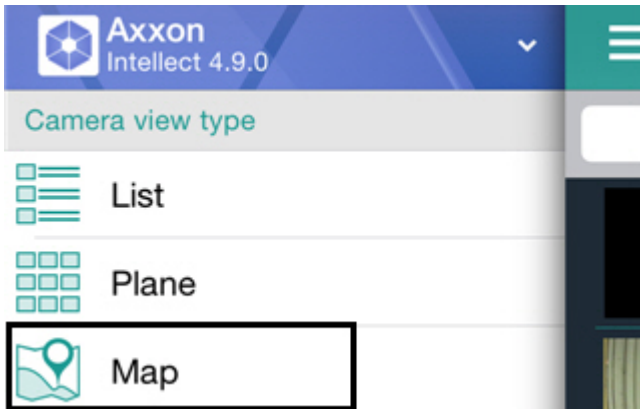 Axxon
Intellect 4.9.0
Camera view type
List
Plane
Map